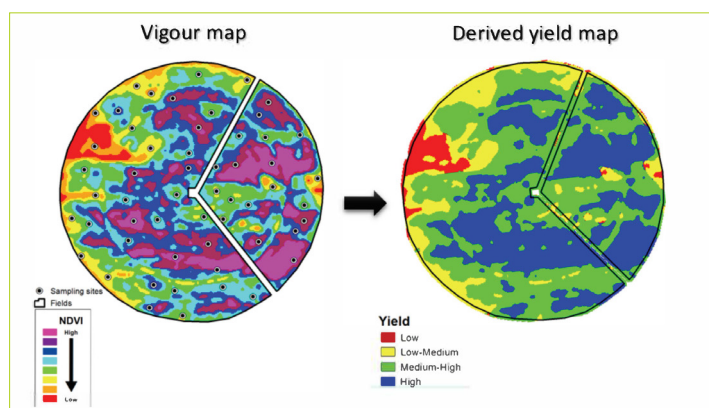 Vigour map
Derived yield map
Sampling sites
Fields
NDVI
High
Low
Yield
Low
Low-Medium
Medium-High
High